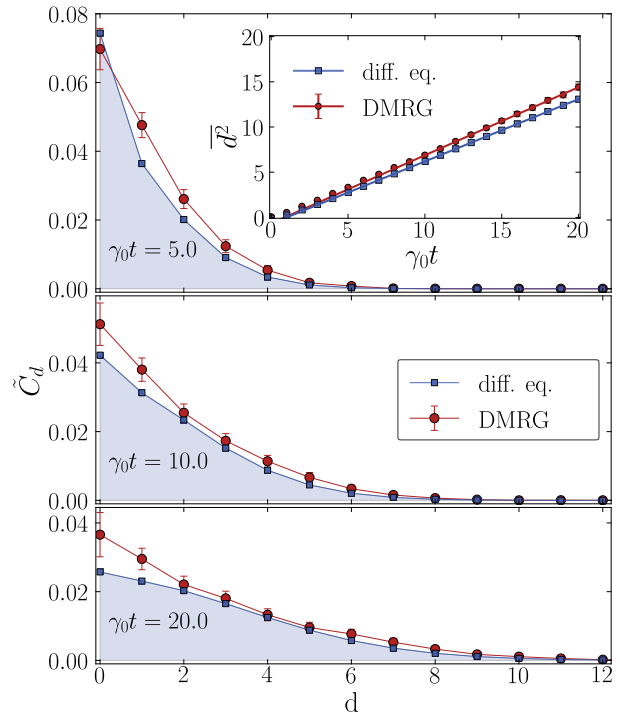 0.08
0.06
0.04
0.02
0.00
γ₀t = 5.0
20
15
10
5
0
d²
diff. eq.
DMRG
0 5 10 15 20
γ₀t
0.04
0.02
0.00
C̃_d
γ₀t = 10.0
diff. eq.
DMRG
0.04
0.02
0.00
γ₀t = 20.0
0 2 4 6 8 10 12
d